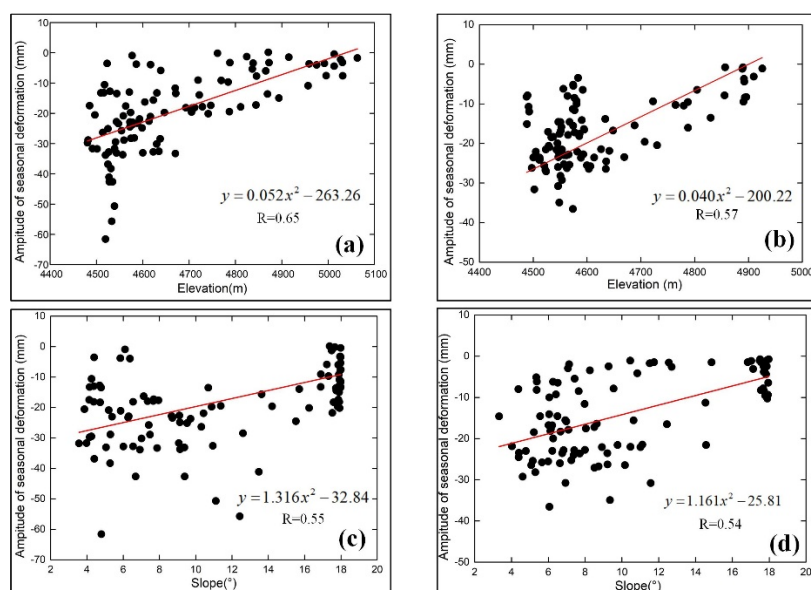 Ampitude of seasonal deformation (mm)
10
0
-10
-20
-30
-40
-50
-60
-70
y = 0.052x² − 263.26
R=0.65
(a)
4400 4500 4600 4700 4800 4900 5000 5100
Elevation(m)
Ampitude of seasonal deformation (mm)
10
0
-10
-20
-30
-40
-50
y = 0.040x² − 200.22
R=0.57
(b)
4400 4500 4600 4700 4800 4900 5000
Elevation(m)
Ampitude of seasonal deformation (mm)
10
0
-10
-20
-30
-40
-50
-60
-70
y = 1.316x² − 32.84
R=0.55
(c)
2 4 6 8 10 12 14 16 18 20
Slope(°)
Ampitude of seasonal deformation (mm)
10
0
-10
-20
-30
-40
-50
y = 1.161x² − 25.81
R=0.54
(d)
2 4 6 8 10 12 14 16 18 20
Slope(°)